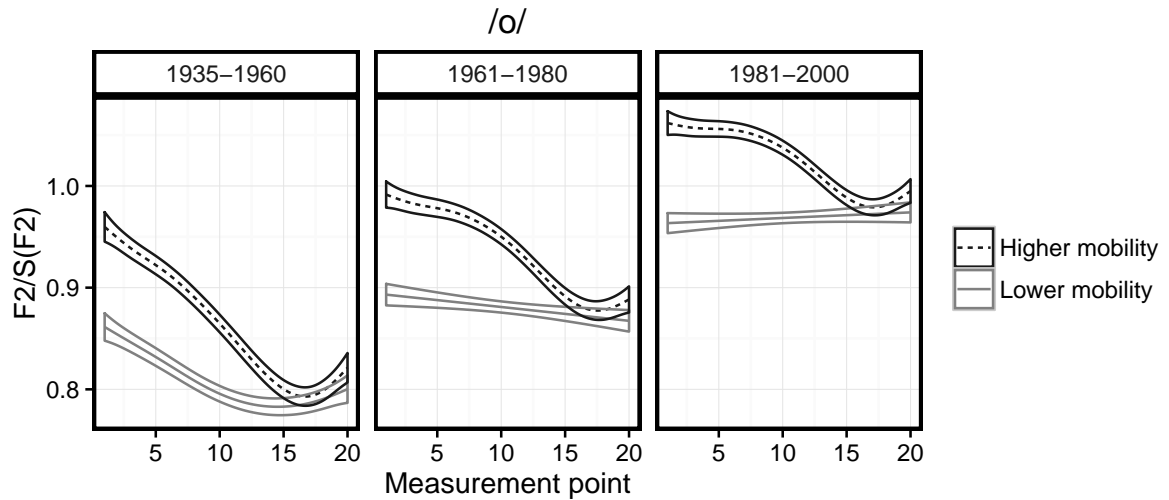 /o/
1935−1960
1961−1980
1981−2000
F2/S(F2)
1.0
0.9
0.8
5 10 15 20
5 10 15 20
5 10 15 20
Measurement point
Higher mobility
Lower mobility